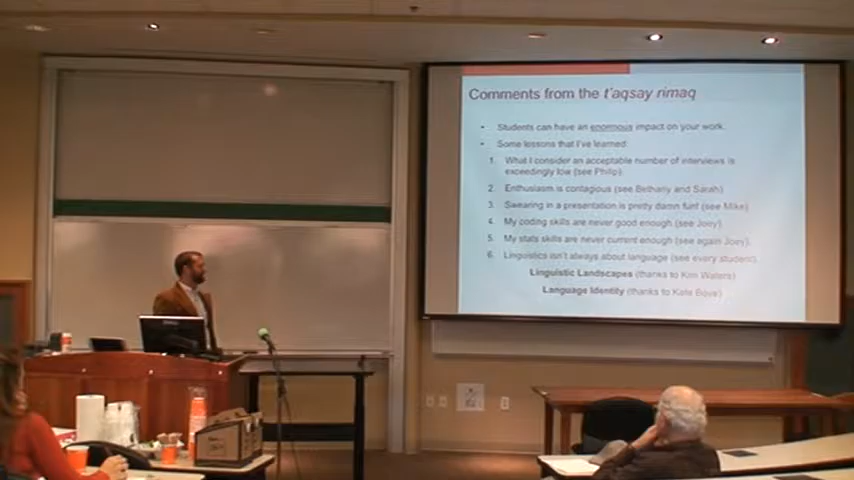 Comments from the t'aqsay rimaq
• Students can have an enormous impact on your work.
• Some lessons that I've learned:
1. What I consider an acceptable number of interviews is
exceedingly low (see Philip).
2. Enthusiasm is contagious (see Bethany and Sarah)
3. Swearing in a presentation is pretty damn fun! (see Mike)
4. My coding skills are never good enough (see Joey).
5. My stats skills are never current enough (see again Joey).
6. Linguistics isn't always about language (see every student).
Linguistic Landscapes (thanks to Kim Waters)
Language Identity (thanks to Kate)